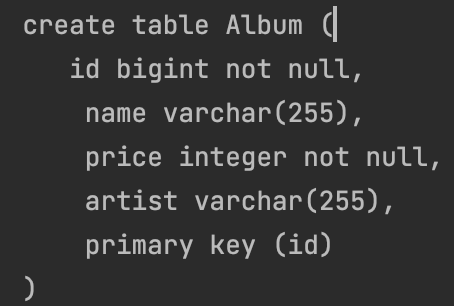 create table Album (
id bigint not null,
name varchar(255),
price integer not null,
artist varchar(255),
primary key (id)
)